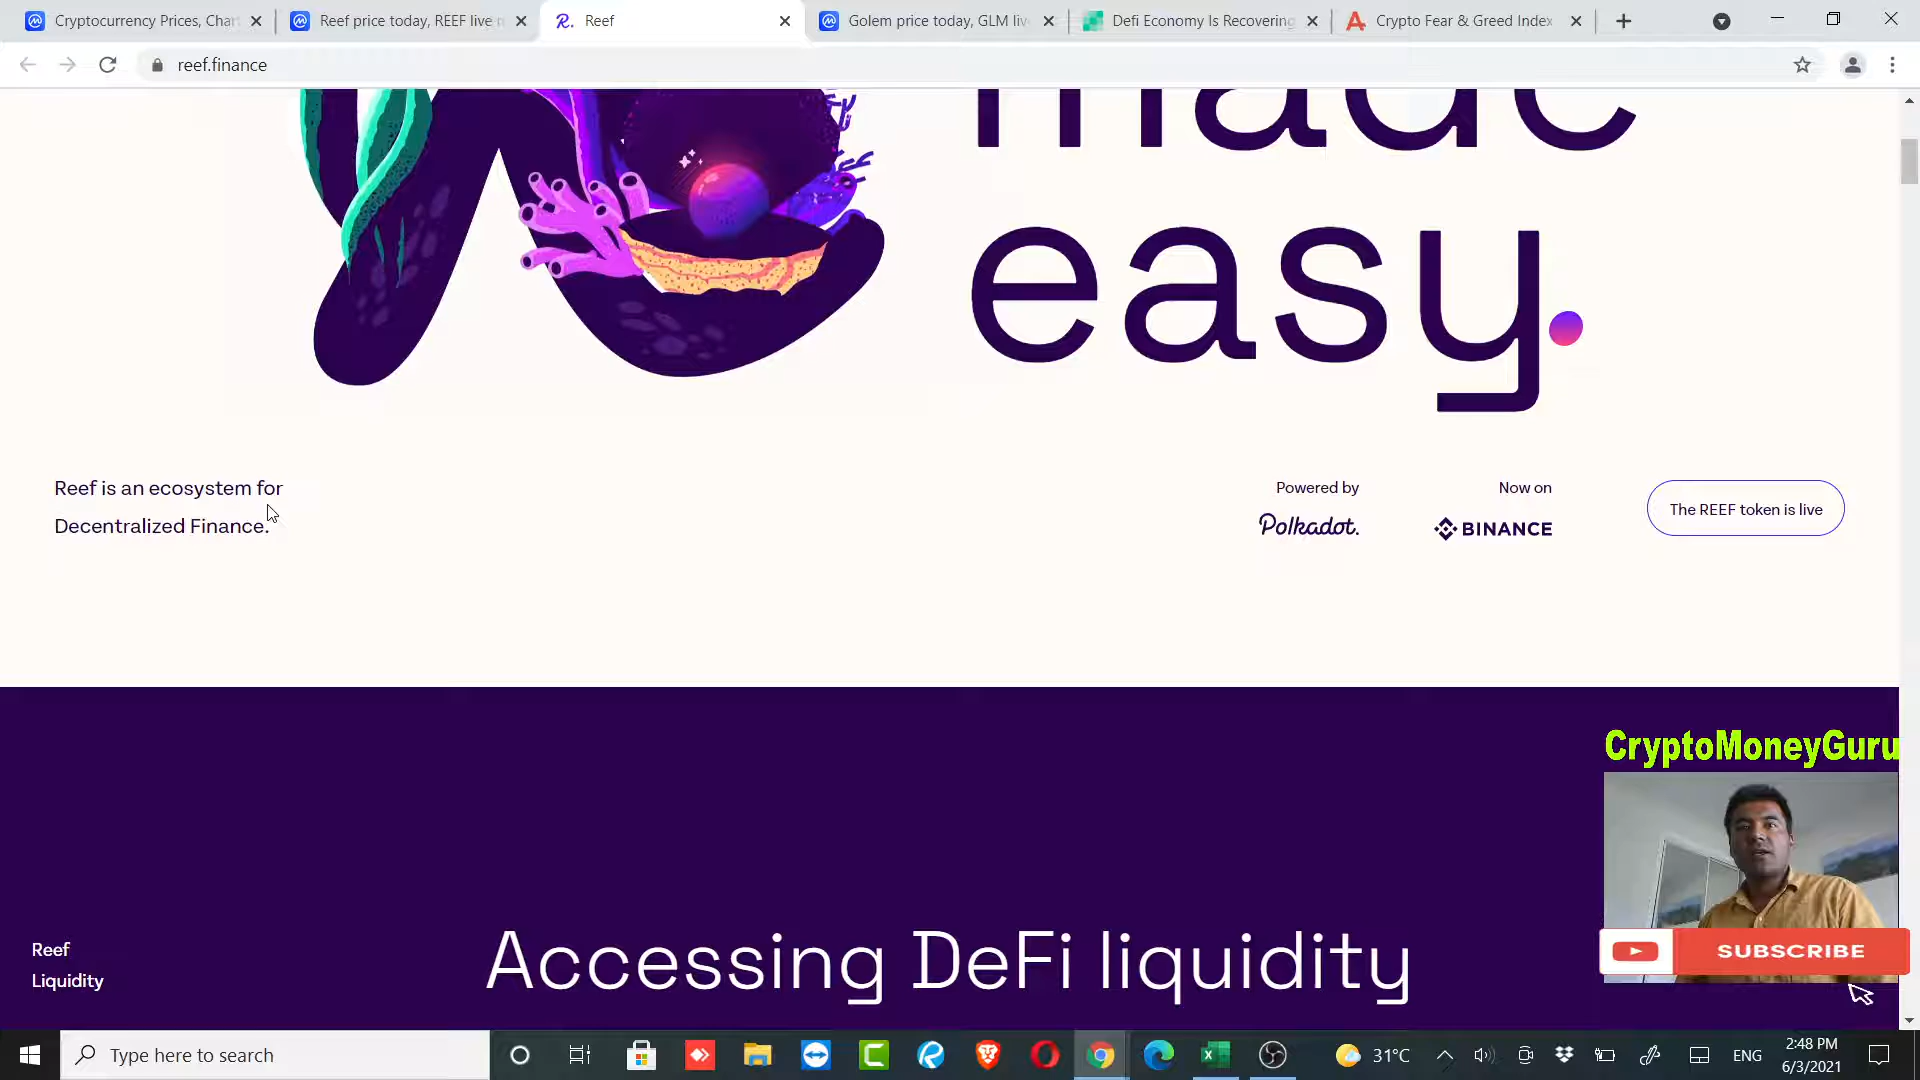 Cryptocurrency Prices, Char
Reef price today, REEF live
Reef
Golem price today, GLM liv
Defi Economy Is Recovering
Crypto Fear & Greed Index
reef.finance
made
easy.
Reef is an ecosystem for
Decentralized Finance.
Powered by
Polkadot.
Now on
BINANCE
The REEF token is live
CryptoMoneyGuru
Reef
Liquidity
Accessing DeFi liquidity
SUBSCRIBE
Type here to search
31°C
ENG
2:48 PM
6/3/2021